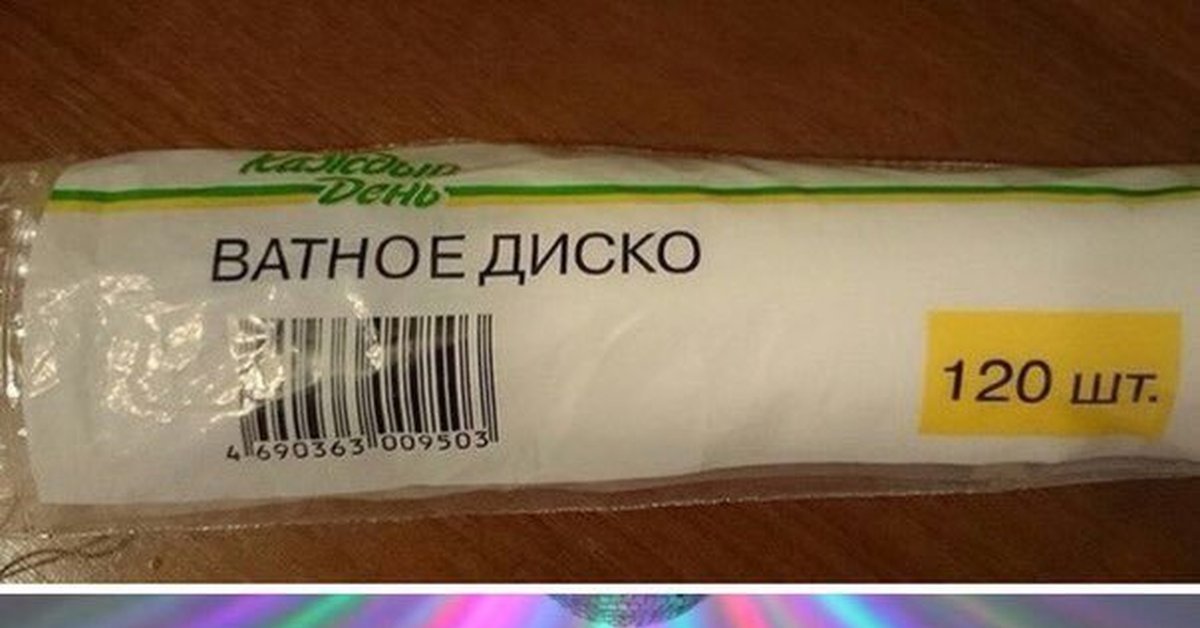 Каждый
День
ВАТНОЕ ДИСКО
120 шт.
4 690363 009503